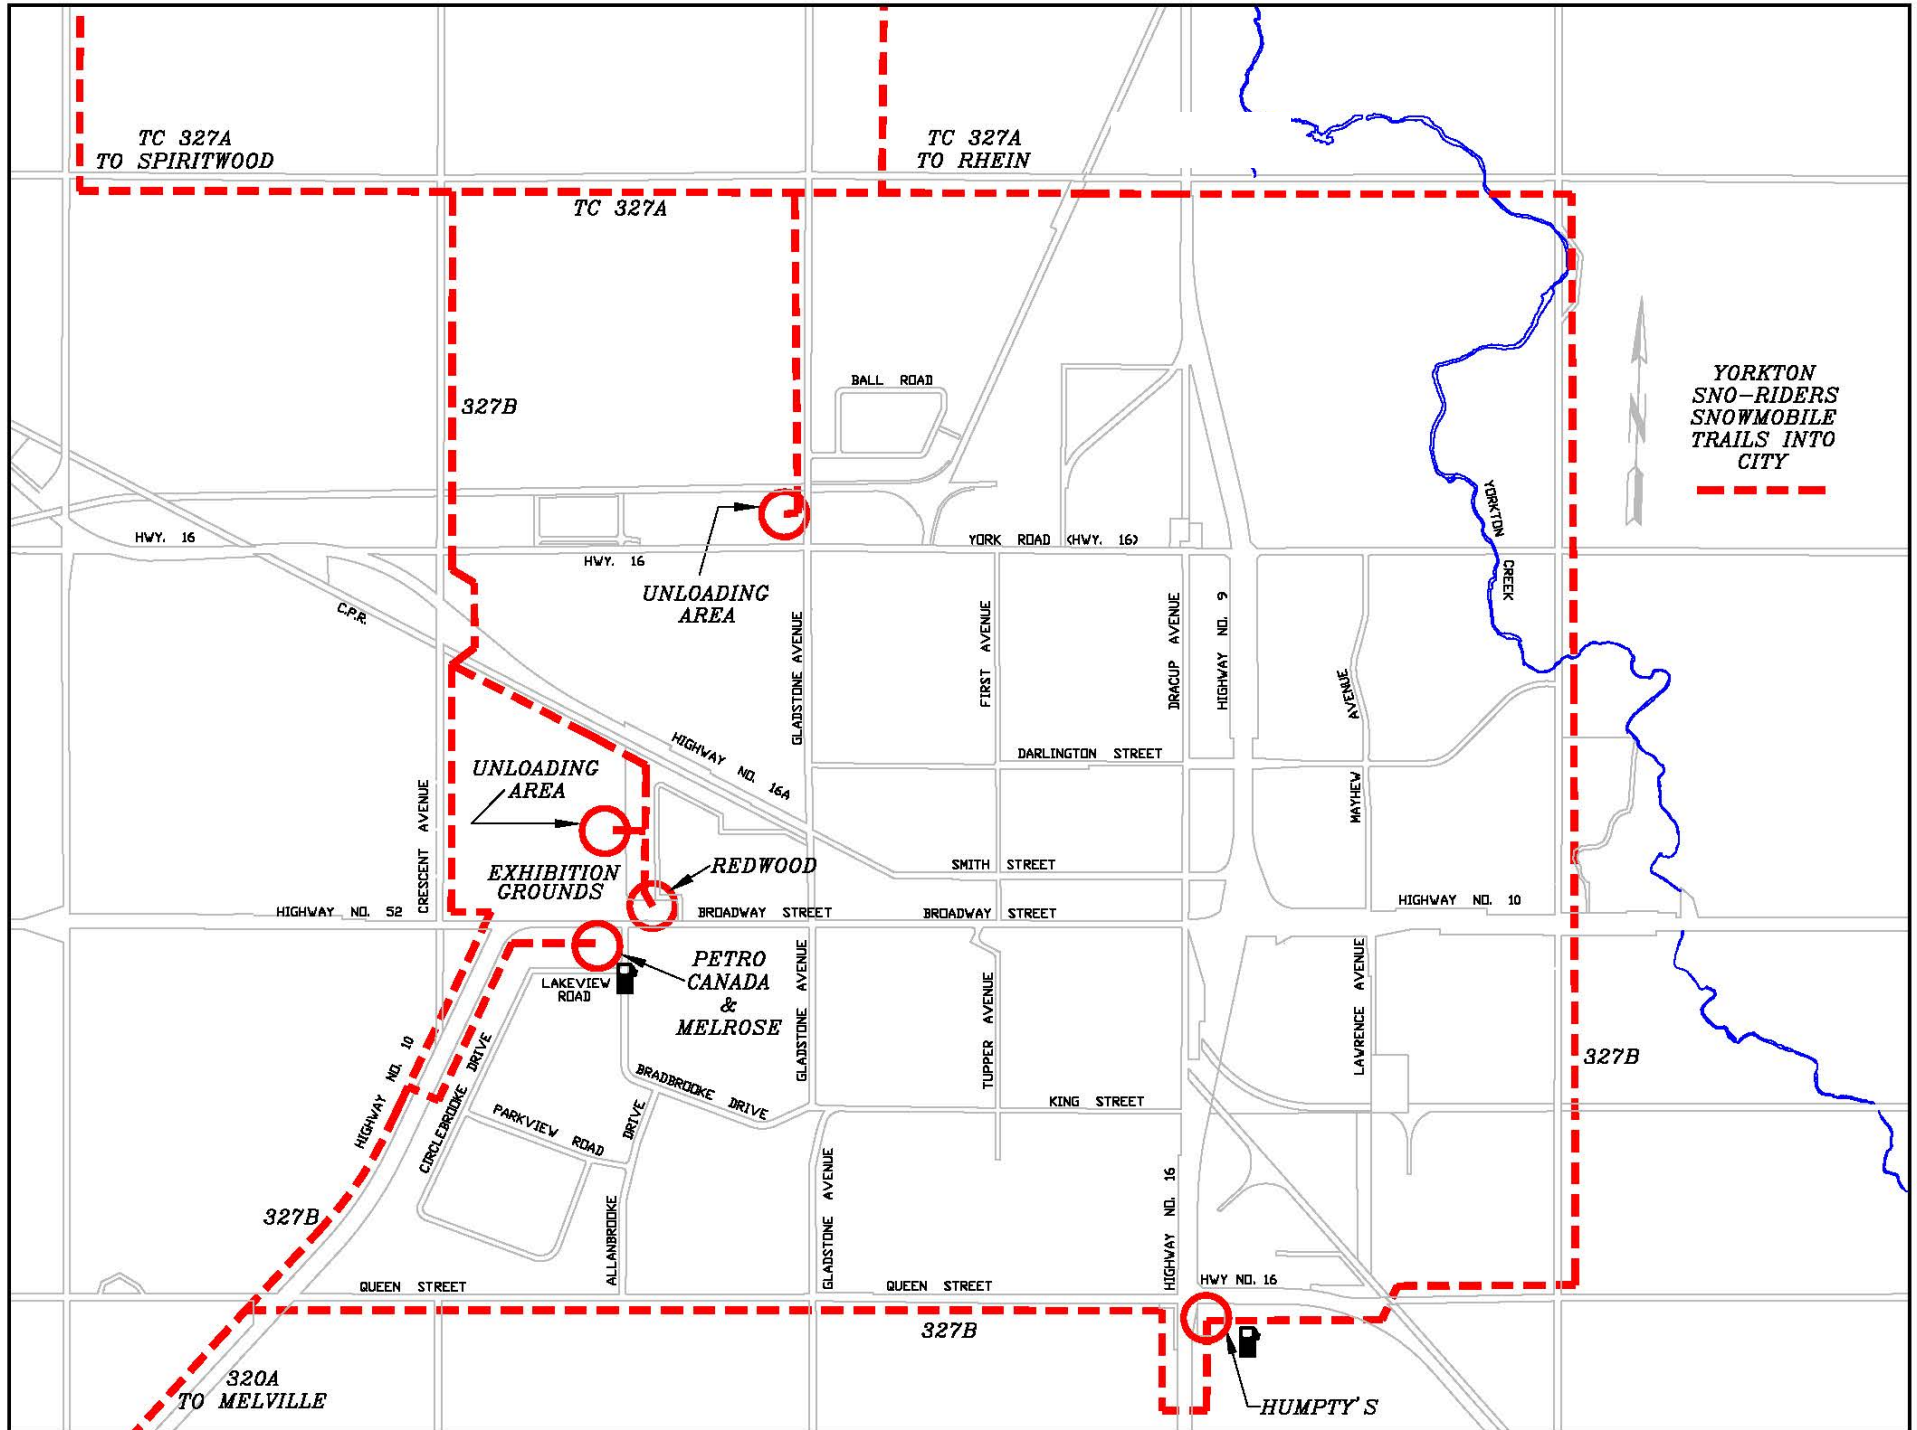 TC 327A
TO SPIRITWOOD
TC 327A
TO RHEIN
TC 327A
327B
BALL ROAD
YORKTON
SNO-RIDERS
SNOWMOBILE
TRAILS INTO
CITY
N
YORKTON
CREEK
HWY. 16
HWY. 16
YORK ROAD (HWY. 16)
UNLOADING
AREA
C.P.R.
GLADSTONE AVENUE
FIRST AVENUE
DRACUP AVENUE
HIGHWAY NO. 9
AVENUE
MAYHEW
HIGHWAY NO. 16A
DARLINGTON STREET
UNLOADING
AREA
CRESCENT AVENUE
EXHIBITION
GROUNDS
REDWOOD
SMITH STREET
HIGHWAY NO. 52
BROADWAY STREET
BROADWAY STREET
HIGHWAY NO. 10
LAKEVIEW
ROAD
PETRO
CANADA
&
MELROSE
GLADSTONE AVENUE
TUPPER AVENUE
LAWRENCE AVENUE
327B
HIGHWAY NO. 10
CIRCLEBROOKE DRIVE
BRADBROOKE DRIVE
PARKVIEW ROAD
DRIVE
ALLANBROOKE
KING STREET
GLADSTONE AVENUE
HIGHWAY NO. 16
327B
QUEEN STREET
QUEEN STREET
HWY NO. 16
327B
320A
TO MELVILLE
HUMPTY'S